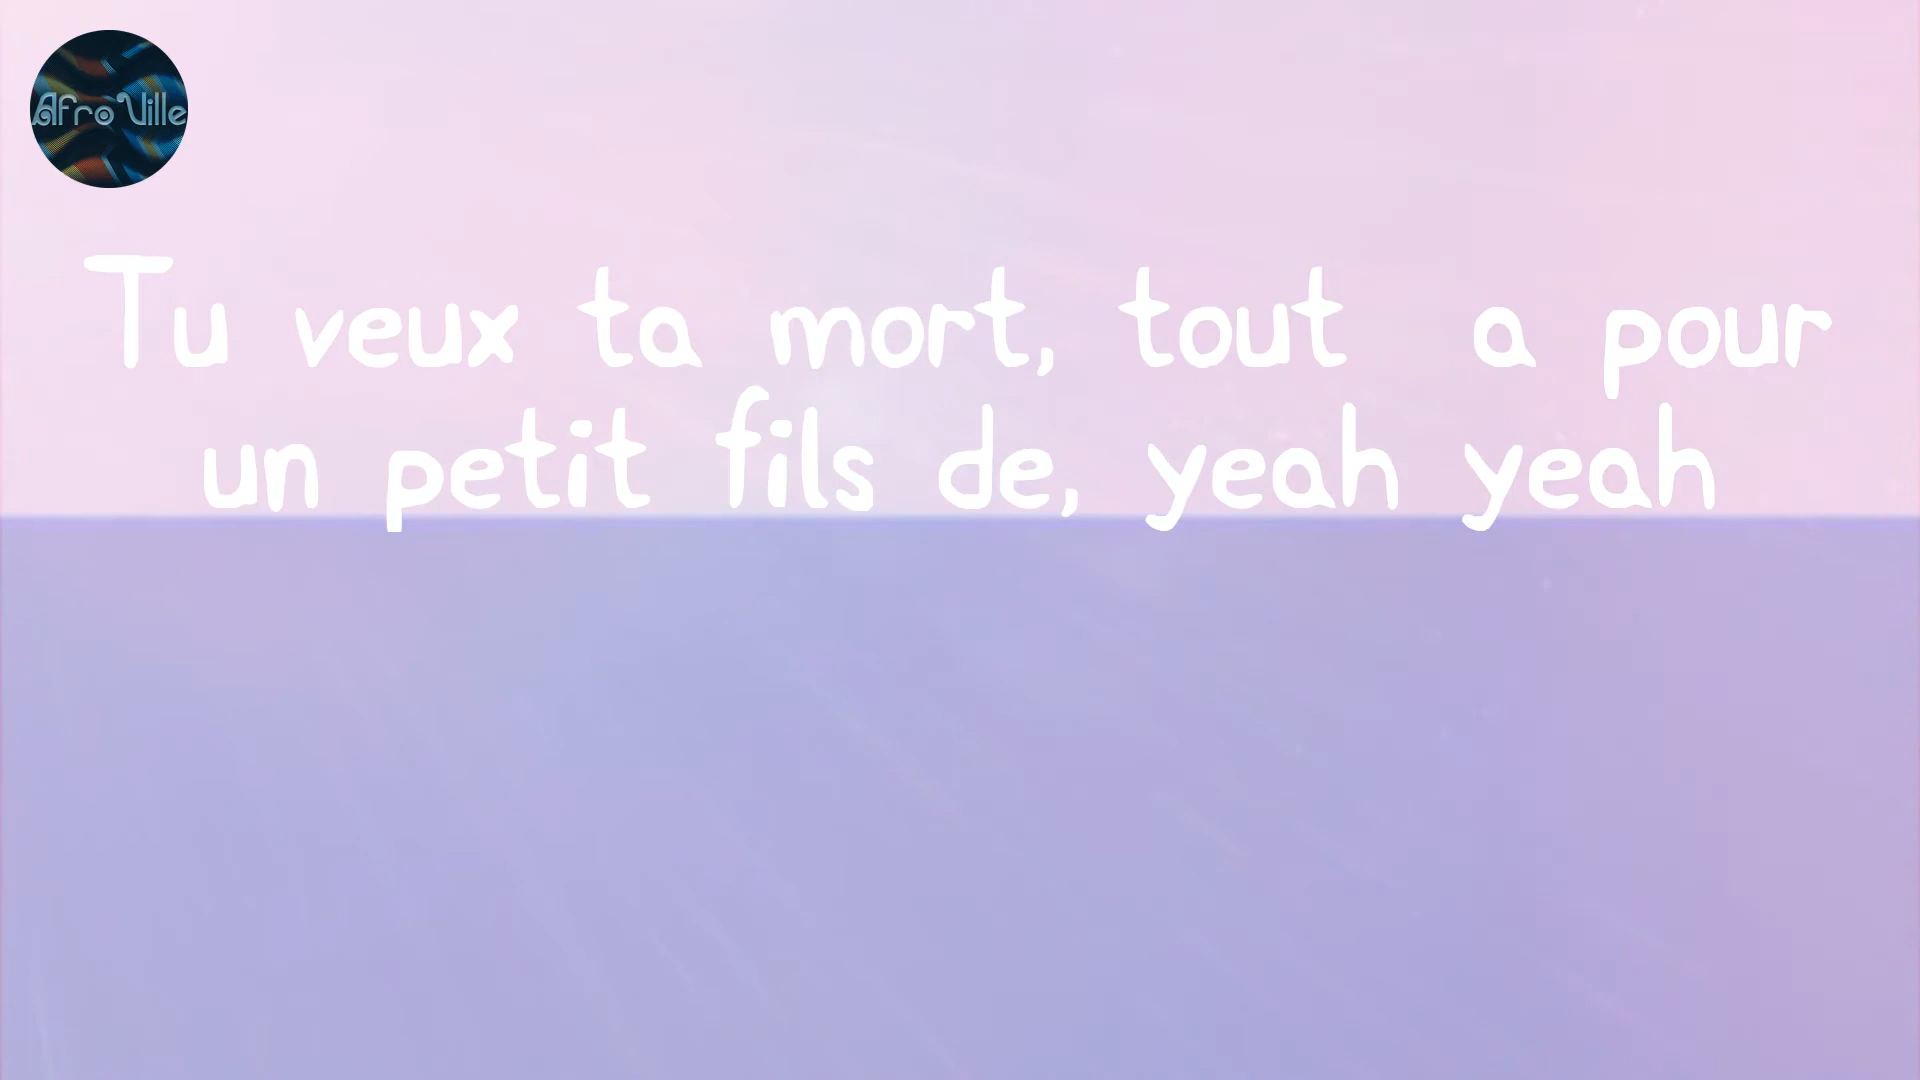 Afro Ville
Tu veux ta mort, tout a pour
un petit fils de, yeah yeah